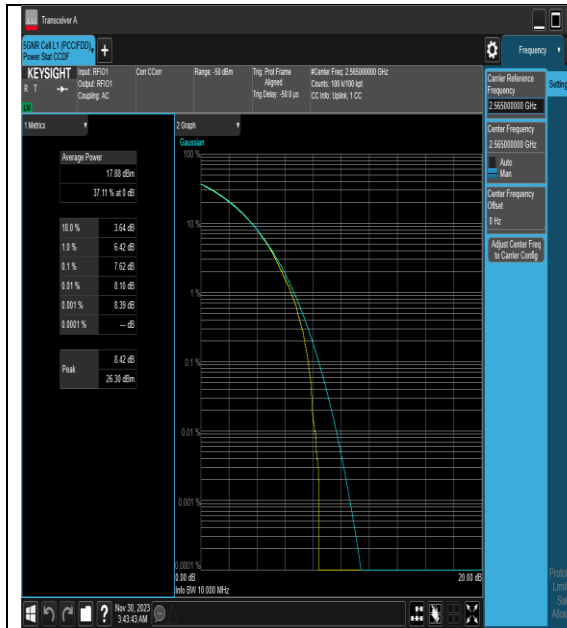 Transceiver A
5GNR Cell L1 (PCC/FDD),
Power Stat CCDF
+
Frequency
KEYSIGHT
R T
Input: RFIO1
Output: RFIO1
Coupling: AC
Corr CCorr
Range: -50 dBm
Trig: Prot Frame
Aligned
Trig Delay: -50.0 μs
#Center Freq: 2.565000000 GHz
Counts: 100 k/100 kpt
CC Info: Uplink, 1 CC
1 Metrics
Average Power
17.88 dBm
37.11 % at 0 dB
10.0 % 3.64 dB
1.0 % 6.42 dB
0.1 % 7.62 dB
0.01 % 8.10 dB
0.001 % 8.39 dB
0.0001 % --- dB
Peak
8.42 dB
26.30 dBm
2 Graph
Gaussian
100 %
10 %
1 %
0.1 %
0.01 %
0.001 %
0.0001 %
0.00 dB
20.00 dB
Info BW 10.000 MHz
Carrier Reference
Frequency
2.565000000 GHz
Center Frequency
2.565000000 GHz
Auto
Man
Center Frequency
Offset
0 Hz
Adjust Center Freq
to Carrier Config
Setting
?
Nov 30, 2023
3:43:43 AM